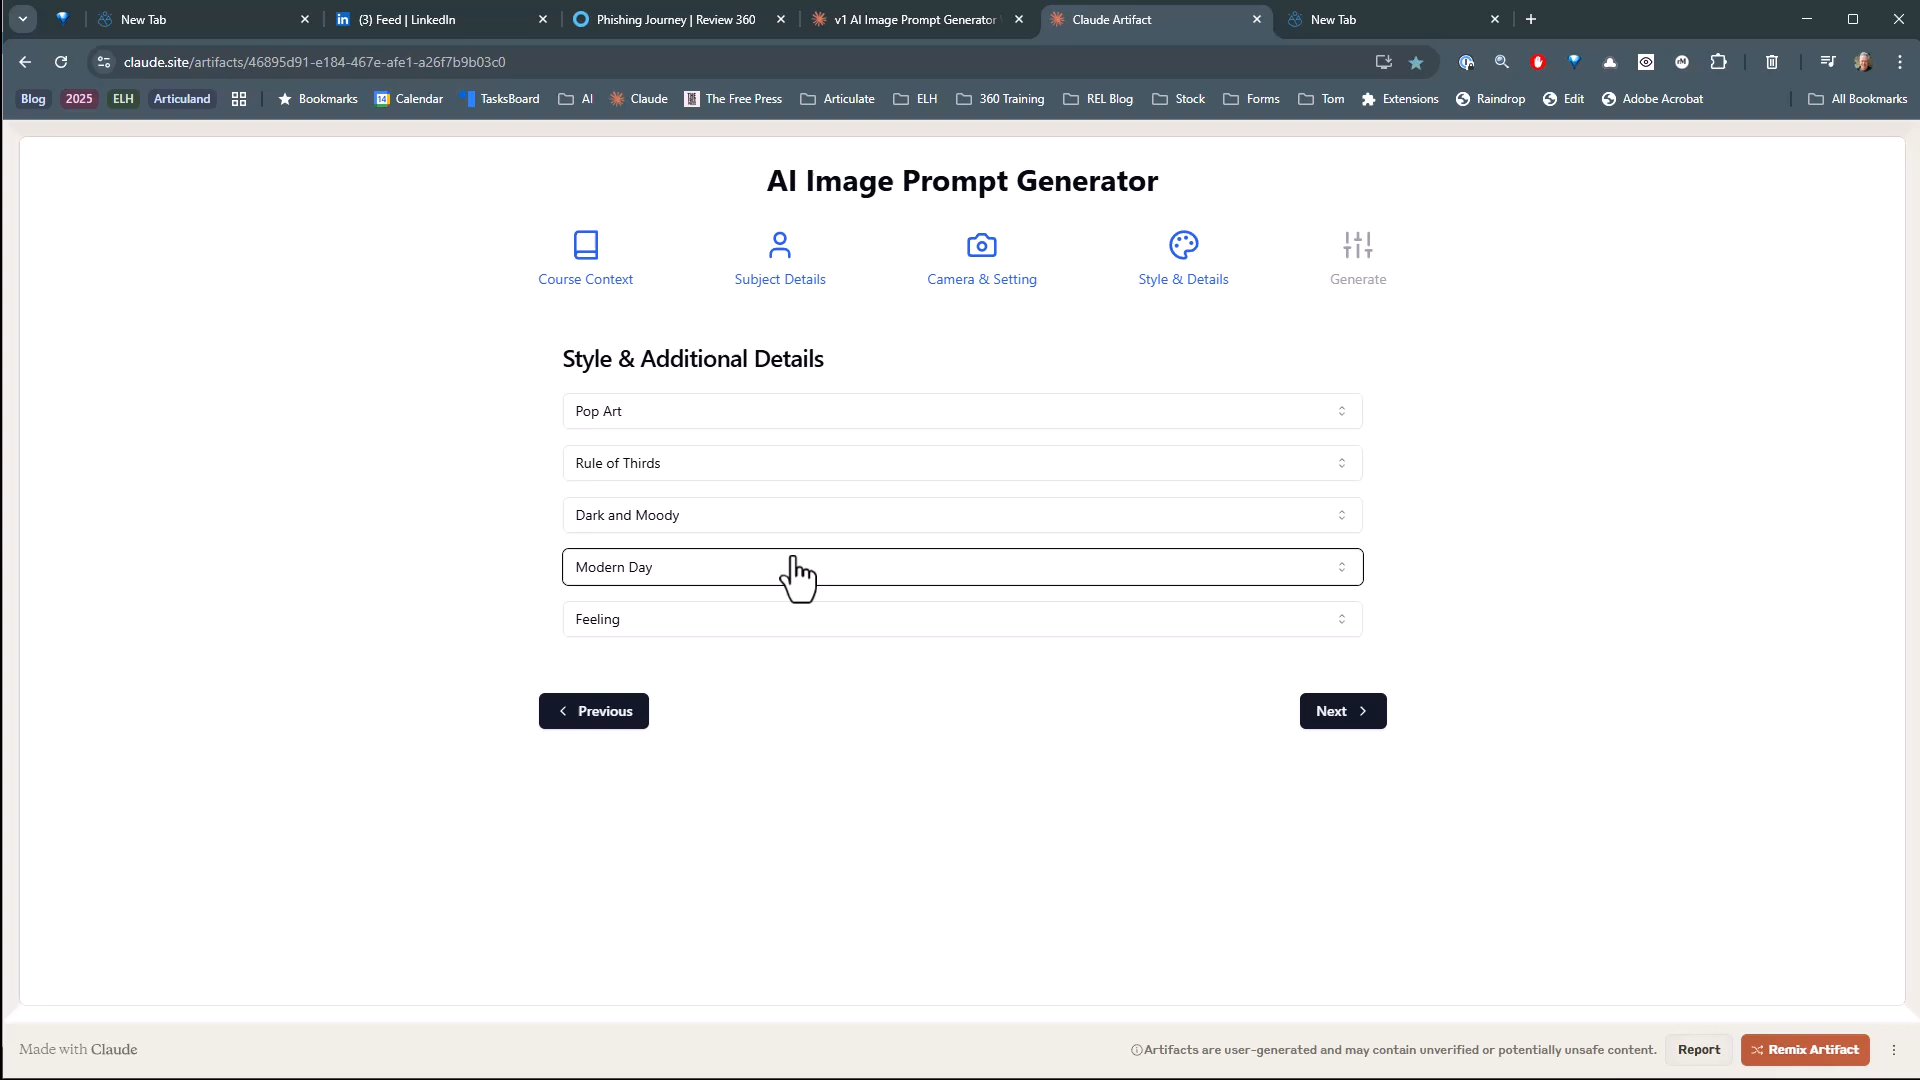 New Tab
(3) Feed | LinkedIn
Phishing Journey | Review 360
v1 AI Image Prompt Generator
Claude Artifact
New Tab
claude.site/artifacts/46895d91-e184-467e-afe1-a26f7b9b03c0
Blog
2025
ELH
Articuland
Bookmarks
Calendar
TasksBoard
AI
Claude
The Free Press
Articulate
ELH
360 Training
REL Blog
Stock
Forms
Tom
Extensions
Raindrop
Edit
Adobe Acrobat
All Bookmarks
AI Image Prompt Generator
Course Context
Subject Details
Camera & Setting
Style & Details
Generate
Style & Additional Details
Pop Art
Rule of Thirds
Dark and Moody
Modern Day
Feeling
Previous
Next
Made with Claude
Artifacts are user-generated and may contain unverified or potentially unsafe content.
Report
Remix Artifact